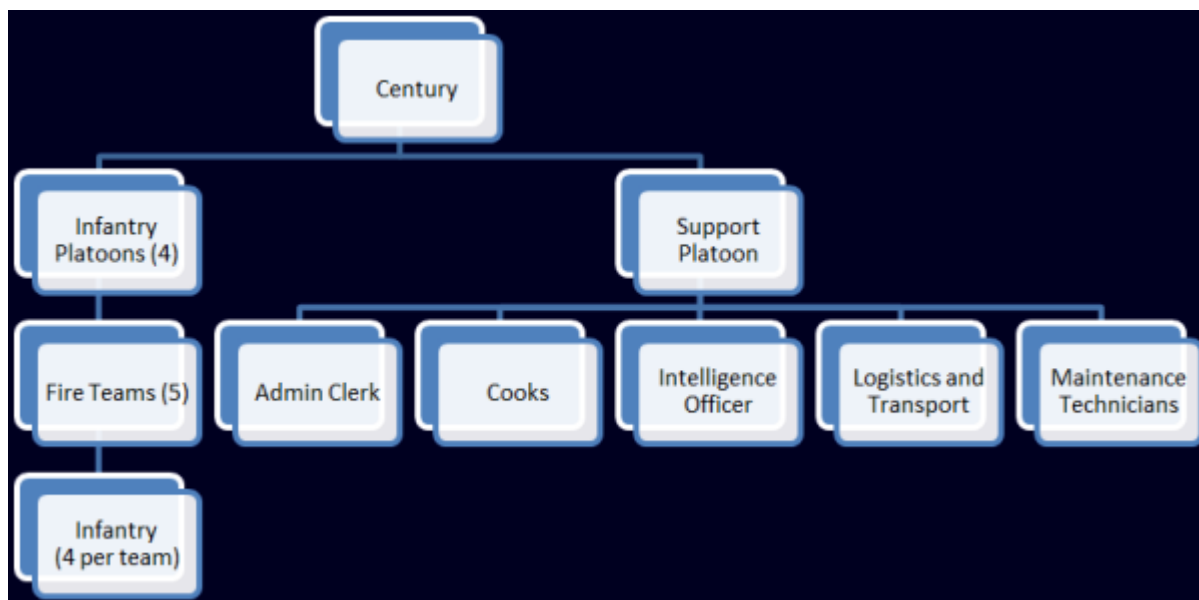 Century
Infantry
Platoons (4)
Support
Platoon
Fire Teams (5)
Admin Clerk
Cooks
Intelligence
Officer
Logistics and
Transport
Maintenance
Technicians
Infantry
(4 per team)